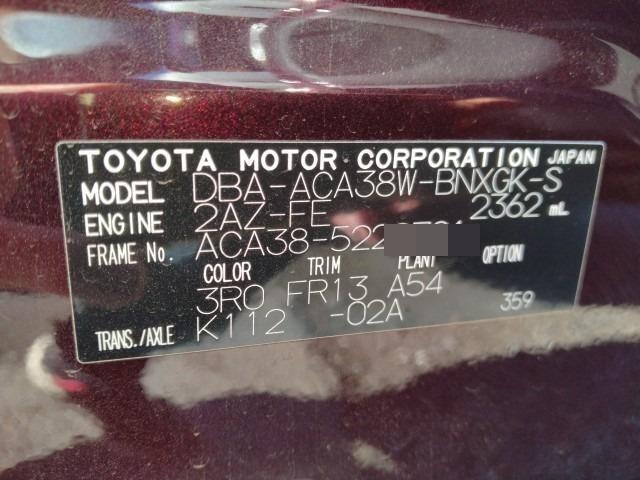 TOYOTA MOTOR CORPORATION JAPAN
MODEL DBA-ACA38W-BNXGK-S
ENGINE 2AZ-FE 2362 mL
FRAME No. ACA38-522
COLOR TRIM PLANT OPTION
3R0 FR13 A54 359
TRANS./AXLE K112 -02A